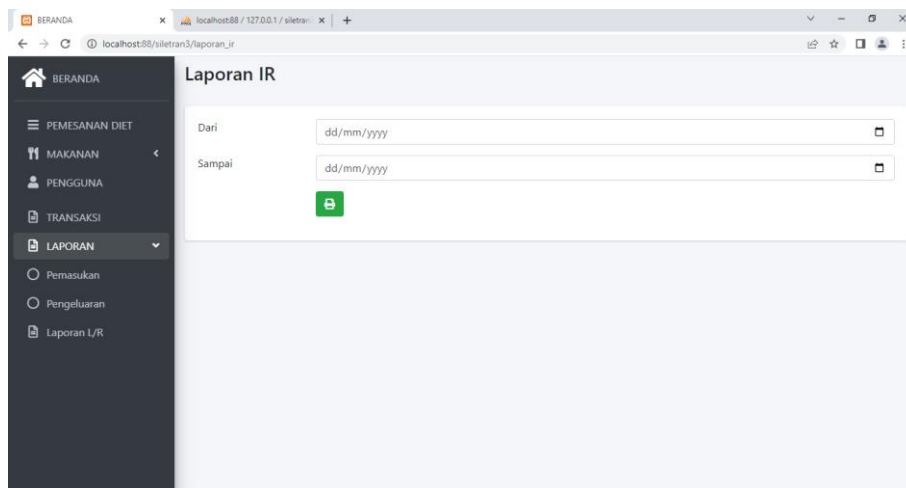 BERANDA
localhost:88 / 127.0.0.1 / siletran
localhost:88/siletran3/laporan_ir
BERANDA
Laporan IR
PEMESANAN DIET
MAKANAN
PENGGUNA
TRANSAKSI
LAPORAN
Pemasukan
Pengeluaran
Laporan L/R
Dari
dd/mm/yyyy
Sampai
dd/mm/yyyy